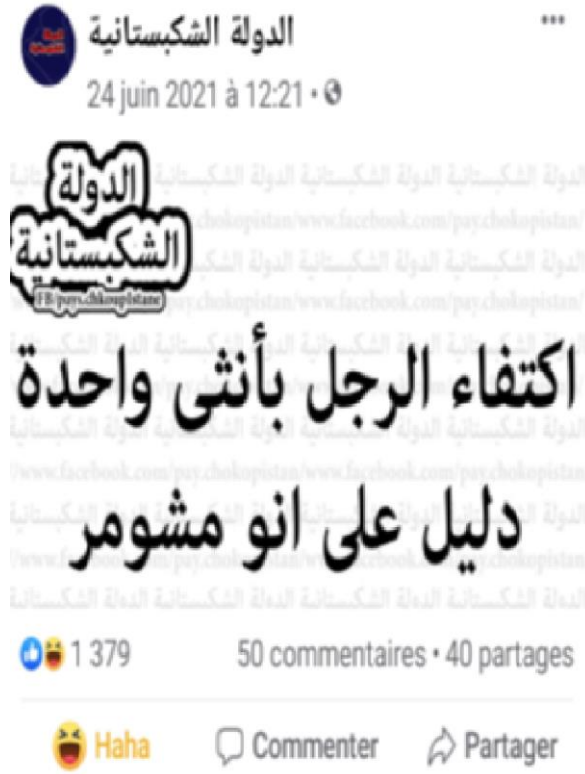 الدولة الشكبستانية
24 juin 2021 à 12:21
الدولة
الشكبستانية
FB/pays.chkoupistane
اكتفاء الرجل بأنثى واحدة
دليل على انو مشومر
1 379
50 commentaires • 40 partages
Haha
Commenter
Partager